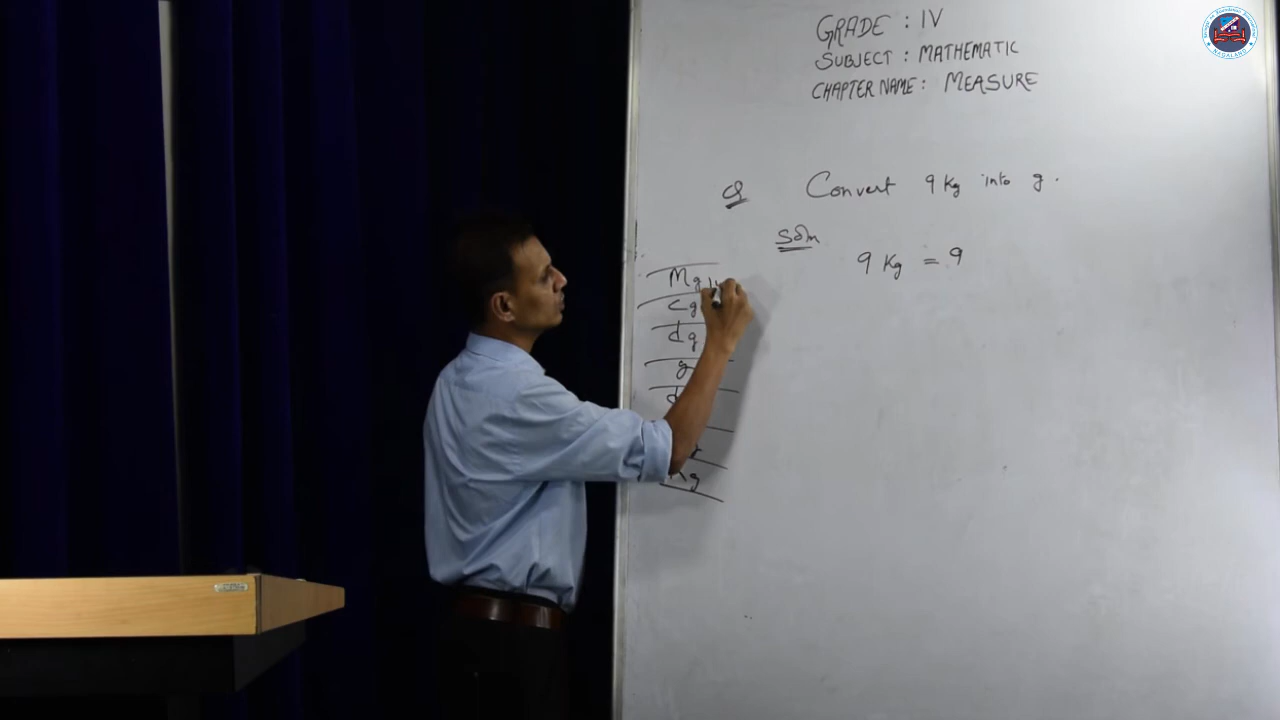 GRADE : IV
SUBJECT : MATHEMATIC
CHAPTER NAME : MEASURE
Q Convert 9 Kg into g.
Soln
9 Kg = 9
Mg
cg
dg
g
Kg
NAGALAND